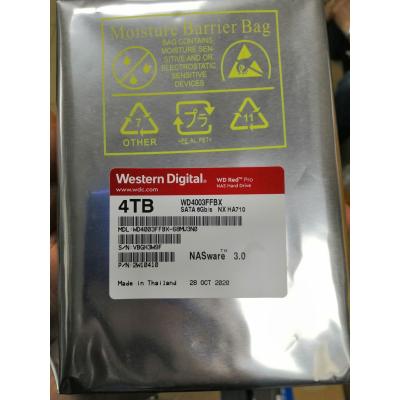 Moisture Barrier Bag
BAG CONTAINS
MOISTURE SEN-
SITIVE AND/OR
ELECTROSTATIC
SENSITIVE
DEVICES
7
OTHER
プラ
11
Western Digital®
www.wdc.com
WD Red™ Pro
NAS Hard Drive
4TB
WD4003FFBX
SATA 6Gb/s NX HA710
MDL: WD4003FFBX-68MU3N0
S/N: VBGH3W9F
P/N: 2W10410
NASware™ 3.0
Made in Thailand
28 OCT 2020